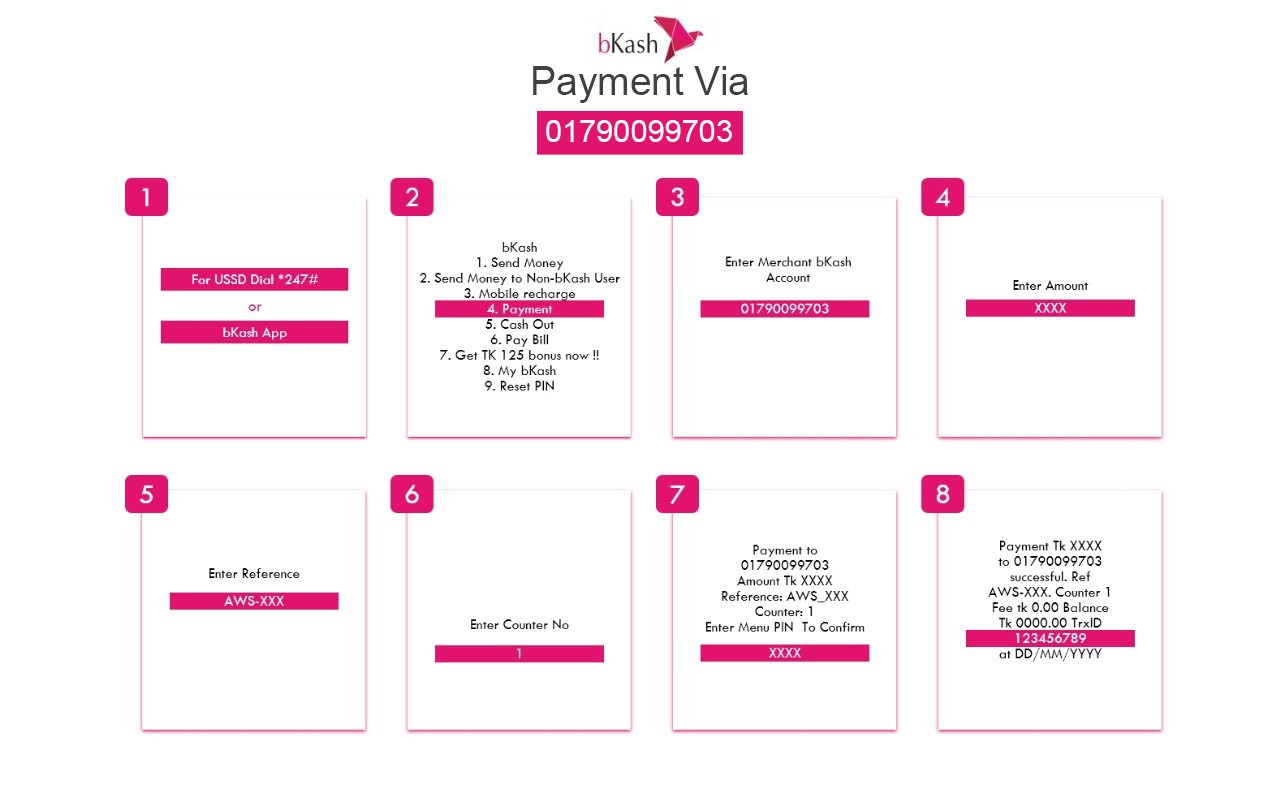 bKash
Payment Via
01790099703
1
For USSD Dial *247#
or
bKash App
2
bKash
1. Send Money
2. Send Money to Non-bKash User
3. Mobile recharge
4. Payment
5. Cash Out
6. Pay Bill
7. Get TK 125 bonus now !!
8. My bKash
9. Reset PIN
3
Enter Merchant bKash
Account
01790099703
4
Enter Amount
XXXX
5
Enter Reference
AWS-XXX
6
Enter Counter No
1
7
Payment to
01790099703
Amount Tk XXXX
Reference: AWS_XXX
Counter: 1
Enter Menu PIN  To Confirm
XXXX
8
Payment Tk XXXX
to 01790099703
successful. Ref
AWS-XXX. Counter 1
Fee tk 0.00 Balance
Tk 0000.00 TrxID
123456789
at DD/MM/YYYY